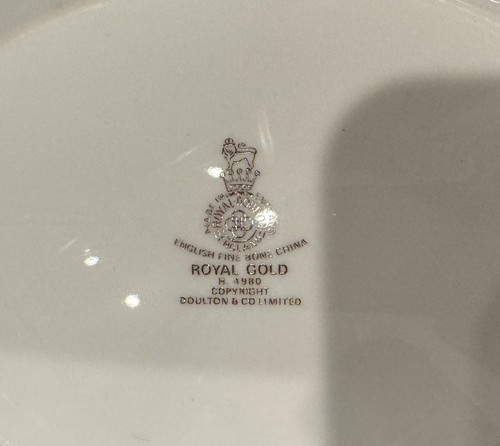 MADE IN ENGLAND
ROYAL DOULTON
ENGLISH FINE BONE CHINA
ROYAL GOLD
H. 4980
COPYRIGHT
DOULTON & CO LIMITED